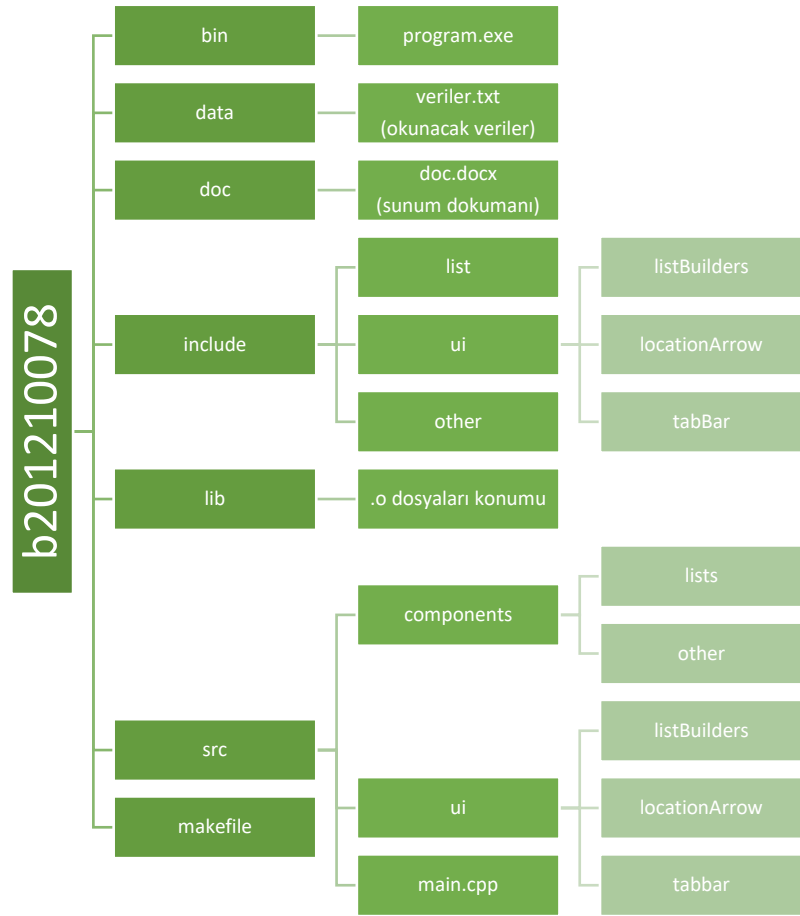 b201210078
bin
program.exe
data
veriler.txt
(okunacak veriler)
doc
doc.docx
(sunum dokumanı)
include
list
ui
listBuilders
locationArrow
tabBar
other
lib
.o dosyaları konumu
src
components
lists
other
ui
listBuilders
locationArrow
tabbar
main.cpp
makefile